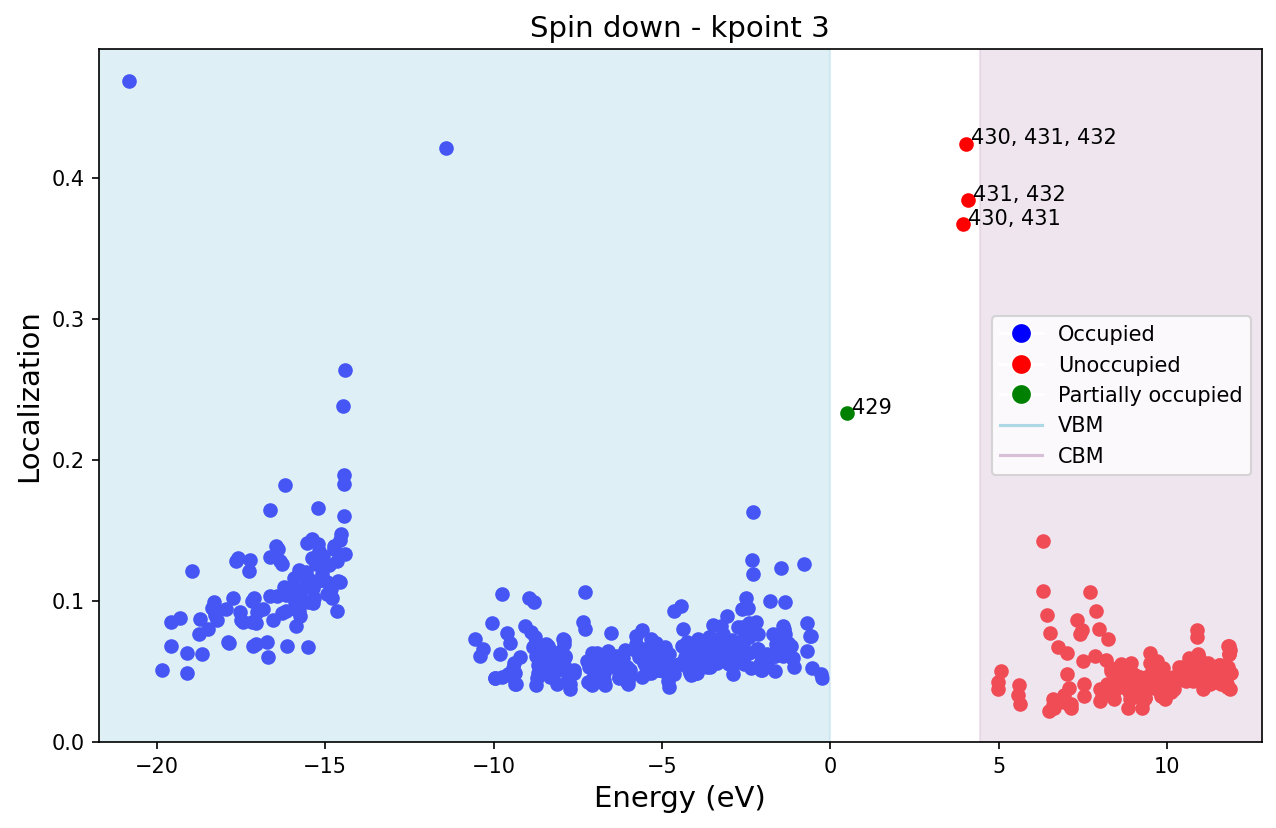 Spin down - kpoint 3
Localization
0.4
0.3
0.2
0.1
0.0
430, 431, 432
431, 432
430, 431
429
Occupied
Unoccupied
Partially occupied
VBM
CBM
−20
−15
−10
−5
0
5
10
Energy (eV)